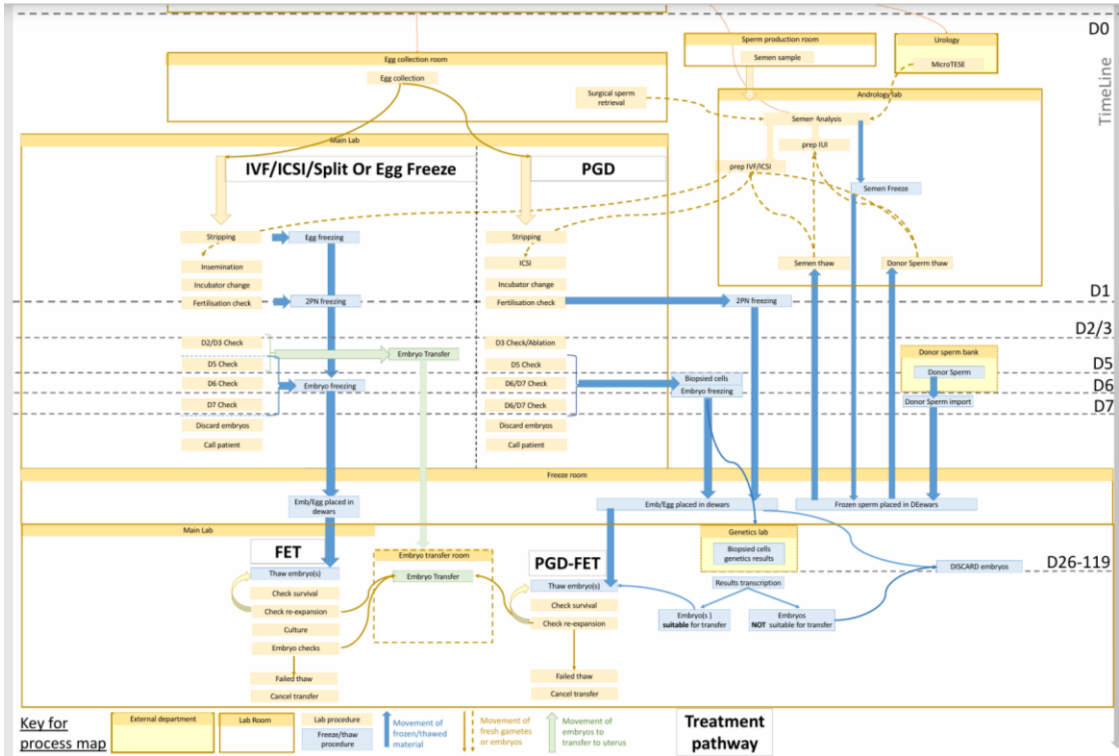 D0
TimeLine
Sperm production room
Semen sample
Urology
MicroTESE
Egg collection room
Egg collection
Surgical sperm
retrieval
Andrology lab
Semen Analysis
prep IUI
prep IVF/ICSI
Semen Freeze
Semen thaw
Donor Sperm thaw
Main Lab
IVF/ICSI/Split Or Egg Freeze
PGD
Stripping
Egg freezing
Insemination
Incubator change
Fertilisation check
2PN freezing
Stripping
ICSI
Incubator change
Fertilisation check
2PN freezing
D1
D2/3
D2/D3 Check
Embryo Transfer
D5 Check
D6 Check
Embryo freezing
D7 Check
Discard embryos
Call patient
D3 Check/Ablation
D5 Check
D6/D7 Check
D6/D7 Check
Discard embryos
Call patient
Biopsied cells
Embryo freezing
Donor sperm bank
Donor Sperm
Donor Sperm import
D5
D6
D7
Freeze room
Emb/Egg placed in
dewars
Emb/Egg placed in dewars
Frozen sperm placed in DEewars
Main Lab
FET
Thaw embryo(s)
Check survival
Check re-expansion
Culture
Embryo checks
Failed thaw
Cancel transfer
Embryo transfer room
Embryo Transfer
PGD-FET
Thaw embryo(s)
Check survival
Check re-expansion
Failed thaw
Cancel transfer
Genetics lab
Biopsied cells
genetics results
Results transcription
Embryo(s )
suitable for transfer
Embryos
NOT suitable for transfer
DISCARD embryos
D26-119
Key for
process map
External department
Lab Room
Lab procedure
Freeze/thaw
procedure
Movement of
frozen/thawed
material
Movement of
fresh gametes
or embryos
Movement of
embryos to
transfer to uterus
Treatment
pathway